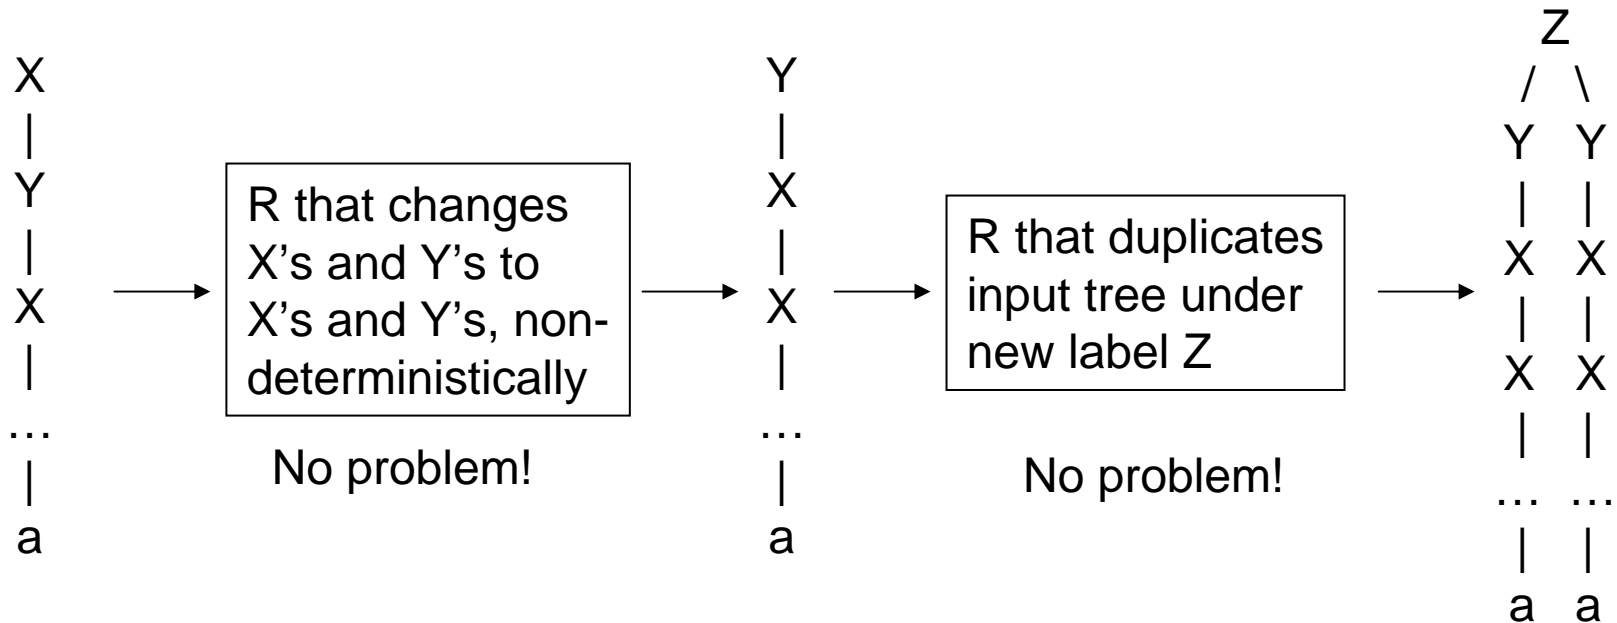 X
|
Y
|
X
|
…
|
a
R that changes
X's and Y's to
X's and Y's, non-
deterministically
No problem!
Y
|
X
|
X
|
…
|
a
R that duplicates
input tree under
new label Z
No problem!
Z
/ \
Y Y
| |
X X
| |
X X
| |
… …
| |
a a